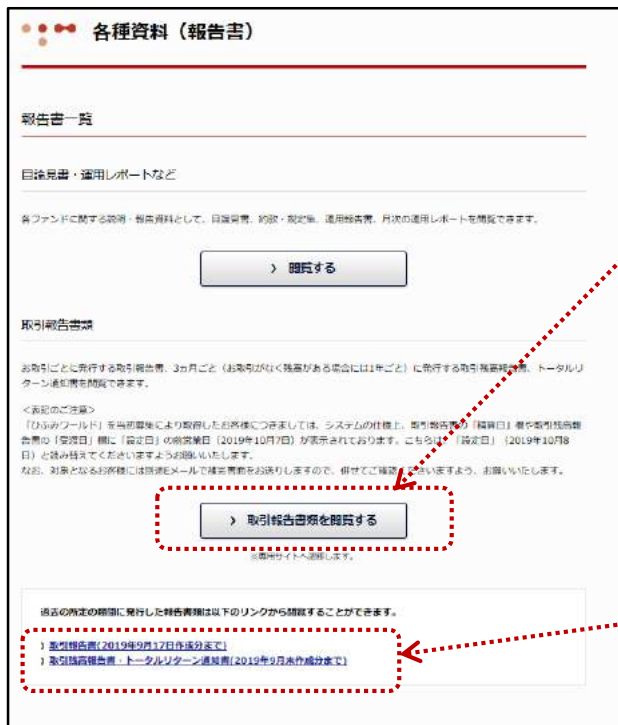 各種資料（報告書）
報告書一覧
目論見書・運用レポートなど
各ファンドに関する説明・報告資料として、目論見書、約款・規定集、運用報告書、月次の運用レポートを閲覧できます。
> 閲覧する
取引報告書類
お取引ごとに発行する取引報告書、3ヵ月ごと（お取引がなく残高がある場合には1年ごと）に発行する取引残高報告書、トータルリ
ターン通知書を閲覧できます。
＜表記のご注意＞
「ひふみワールド」を当初募集により取得したお客様につきましては、システムの仕様上、取引報告書の「精算日」欄や取引残高報
告書の「受渡日」欄に「設定日」の前営業日（2019年10月7日）が表示されております。こちらは、「設定日」（2019年10月8
日）と読み替えてくださいますようお願いいたします。
なお、対象となるお客様には別途Eメールで補足書面をお送りしますので、併せてご確認くださいますよう、お願いいたします。
> 取引報告書類を閲覧する
※専用サイトへ遷移します。
過去の所定の期間に発行した報告書類は以下のリンクから閲覧することができます。
> 取引報告書(2019年9月17日作成分まで)
> 取引残高報告書・トータルリターン通知書(2019年9月末作成分まで)